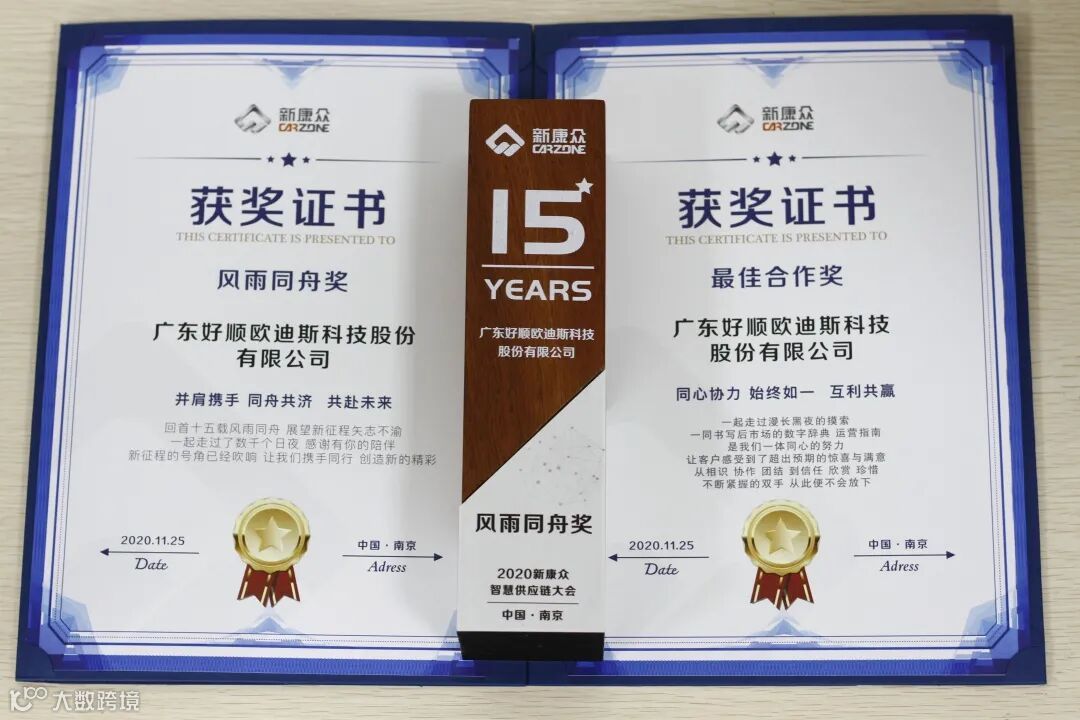 新康众
CARZONE
获奖证书
THIS CERTIFICATE IS PRESENTED TO
风雨同舟奖
广东好顺欧迪斯科技股份
有限公司
并肩携手 同舟共济 共赴未来
回首十五载风雨同舟 展望新征程矢志不渝
一起走过了数千个日夜 感谢有你的陪伴
新征程的号角已经吹响 让我们携手同行 创造新的精彩
2020.11.25
Date
中国·南京
Adress
新康众
CARZONE
15
YEARS
广东好顺欧迪斯科技
股份有限公司
风雨同舟奖
2020新康众
智慧供应链大会
中国·南京
新康众
CARZONE
获奖证书
THIS CERTIFICATE IS PRESENTED TO
最佳合作奖
广东好顺欧迪斯科技
股份有限公司
同心协力 始终如一 互利共赢
一起走过漫长黑夜的摸索
一同书写后市场的数字辞典 运营指南
是我们一体同心的努力
让客户感受到了超出预期的惊喜与满意
从相识 协作 团结 到信任 欣赏 珍惜
不断紧握的双手 从此便不会放下
2020.11.25
Date
中国·南京
Adress
大数跨境